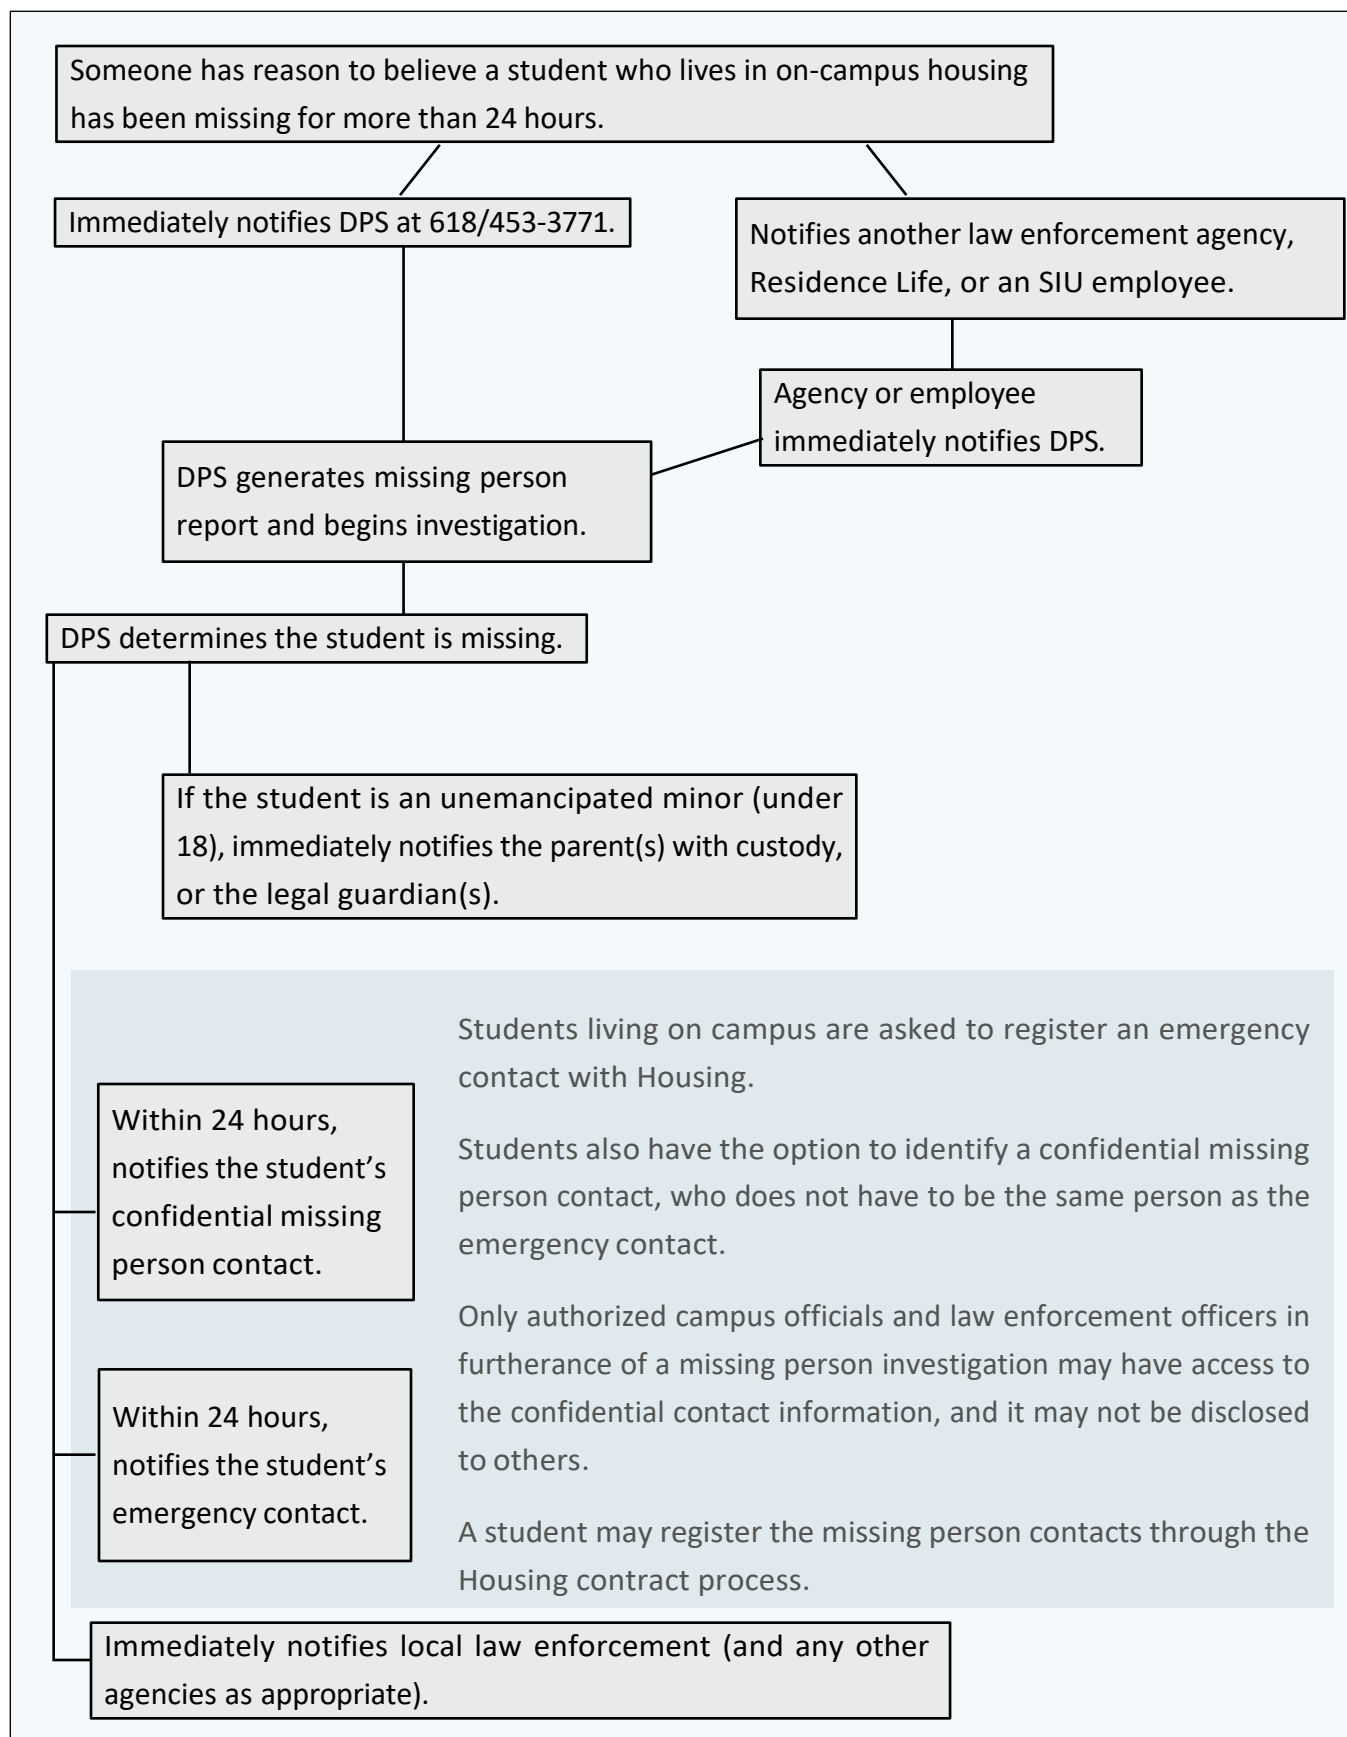 Someone has reason to believe a student who lives in on-campus housing
has been missing for more than 24 hours.
Immediately notifies DPS at 618/453-3771.
Notifies another law enforcement agency,
Residence Life, or an SIU employee.
Agency or employee
immediately notifies DPS.
DPS generates missing person
report and begins investigation.
DPS determines the student is missing.
If the student is an unemancipated minor (under
18), immediately notifies the parent(s) with custody,
or the legal guardian(s).
Students living on campus are asked to register an emergency
contact with Housing.
Students also have the option to identify a confidential missing
person contact, who does not have to be the same person as the
emergency contact.
Only authorized campus officials and law enforcement officers in
furtherance of a missing person investigation may have access to
the confidential contact information, and it may not be disclosed
to others.
A student may register the missing person contacts through the
Housing contract process.
Within 24 hours,
notifies the student’s
confidential missing
person contact.
Within 24 hours,
notifies the student’s
emergency contact.
Immediately notifies local law enforcement (and any other
agencies as appropriate).